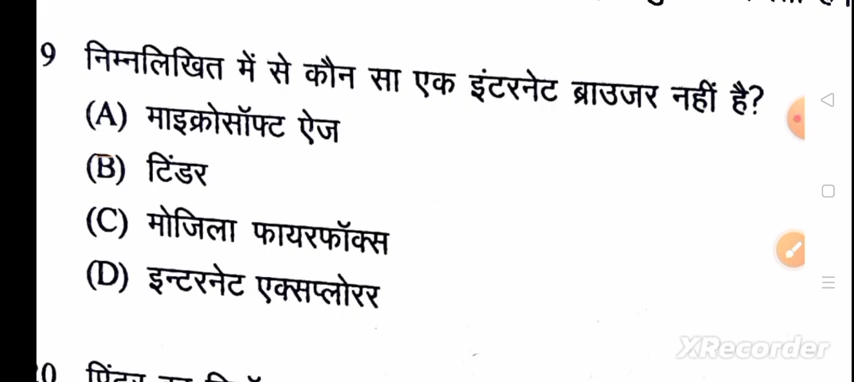 9 निम्नलिखित में से कौन सा एक इंटरनेट ब्राउजर नहीं है?
(A) माइक्रोसॉफ्ट ऐज
(B) टिंडर
(C) मोजिला फायरफॉक्स
(D) इन्टरनेट एक्सप्लोरर
XRecorder